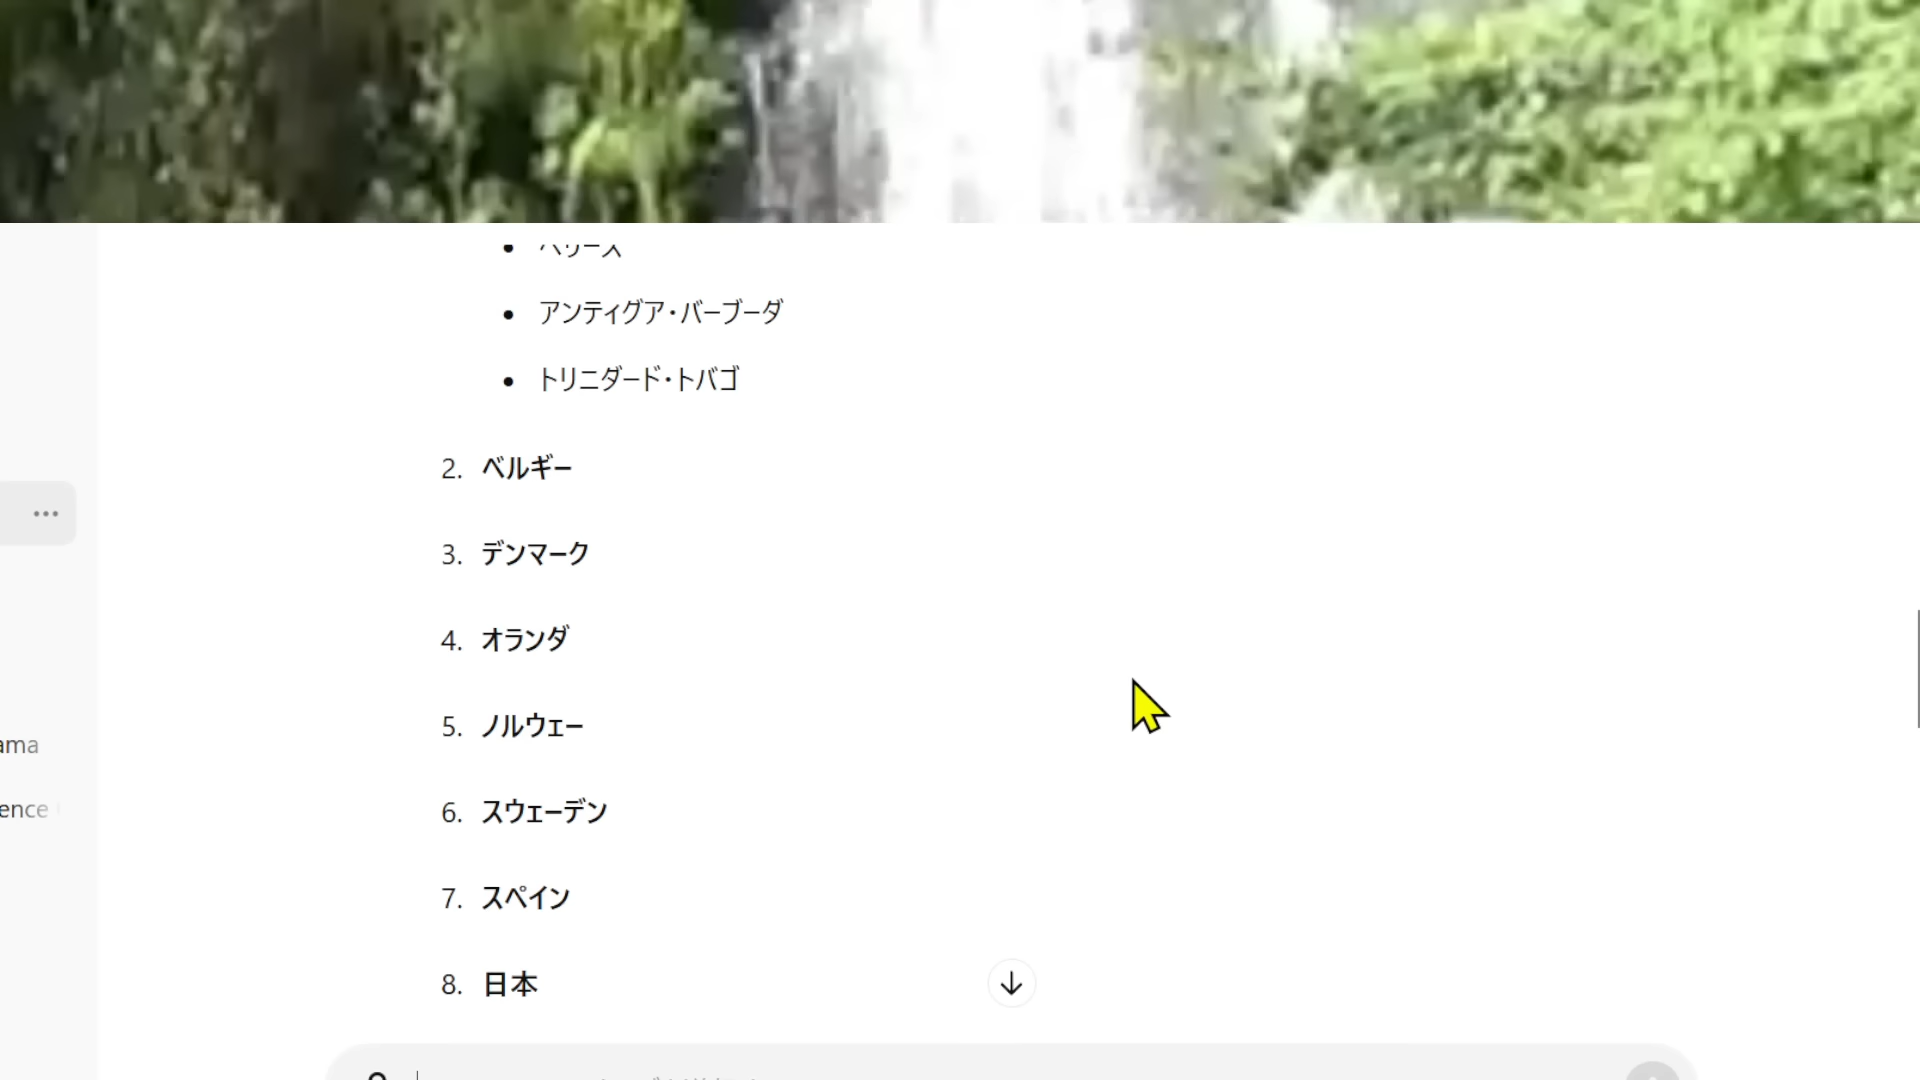 アンティグア・バーブーダ
トリニダード・トバゴ
2. ベルギー
3. デンマーク
4. オランダ
5. ノルウェー
6. スウェーデン
7. スペイン
8. 日本
ama
ence